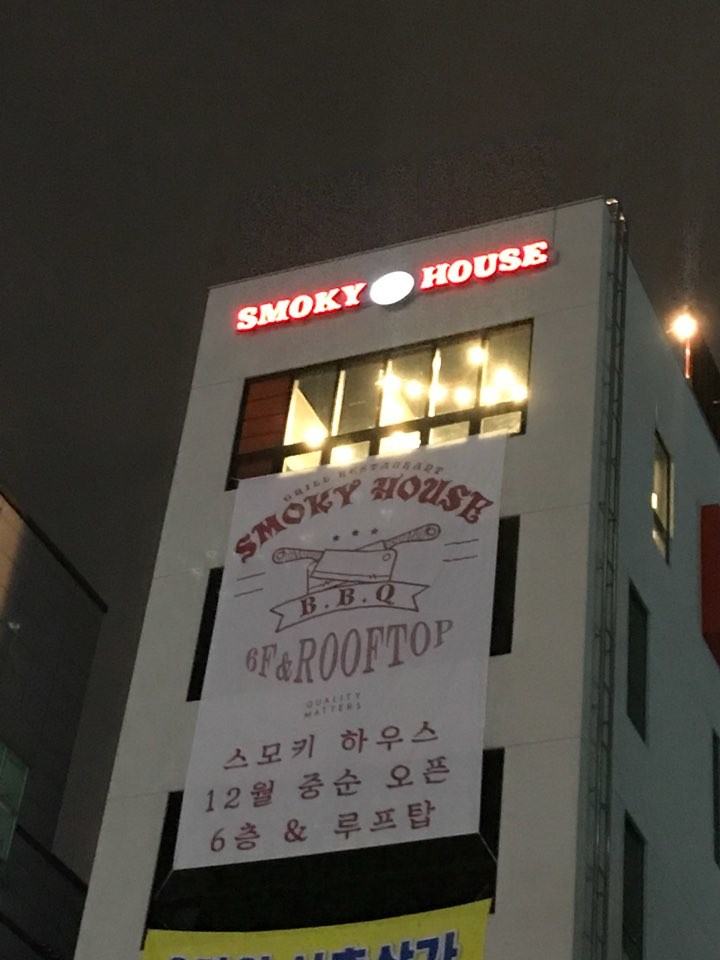 SMOKY HOUSE
GRILL RESTAURANT
SMOKY HOUSE
B.B.Q
6F&ROOFTOP
QUALITY
MATTERS
스모키 하우스
12월 중순 오픈
6층 & 루프탑